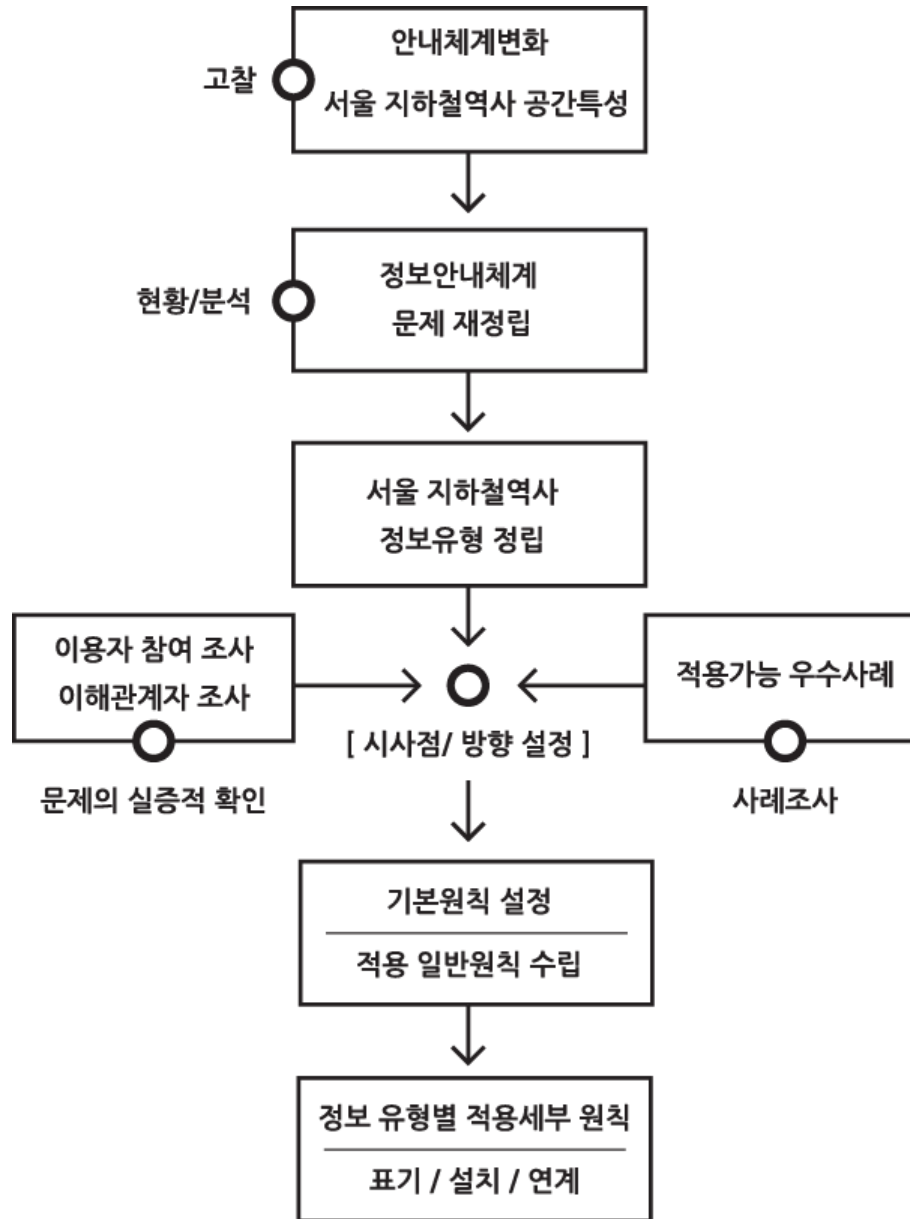 안내체계변화
고찰
서울 지하철역사 공간특성
정보안내체계
현황/분석
문제 재정립
서울 지하철역사
정보유형 정립
이용자 참여 조사
이해관계자 조사
적용가능 우수사례
[ 시사점/ 방향 설정 ]
문제의 실증적 확인
사례조사
기본원칙 설정
적용 일반원칙 수립
정보 유형별 적용세부 원칙
표기 / 설치 / 연계